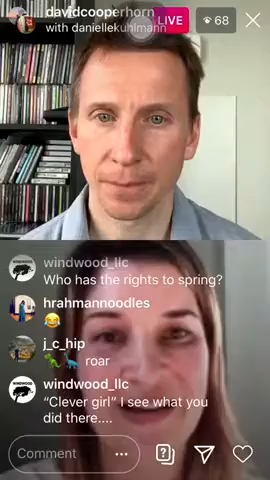 davidcooperhorn
LIVE
68
with daniellekuhlmann
windwood_llc
Who has the rights to spring?
hrahmannoodles
😂
j_c_hip
🦖🦕 roar
WINDWOOD
windwood_llc
“Clever girl” I see what you
did there....
Comment